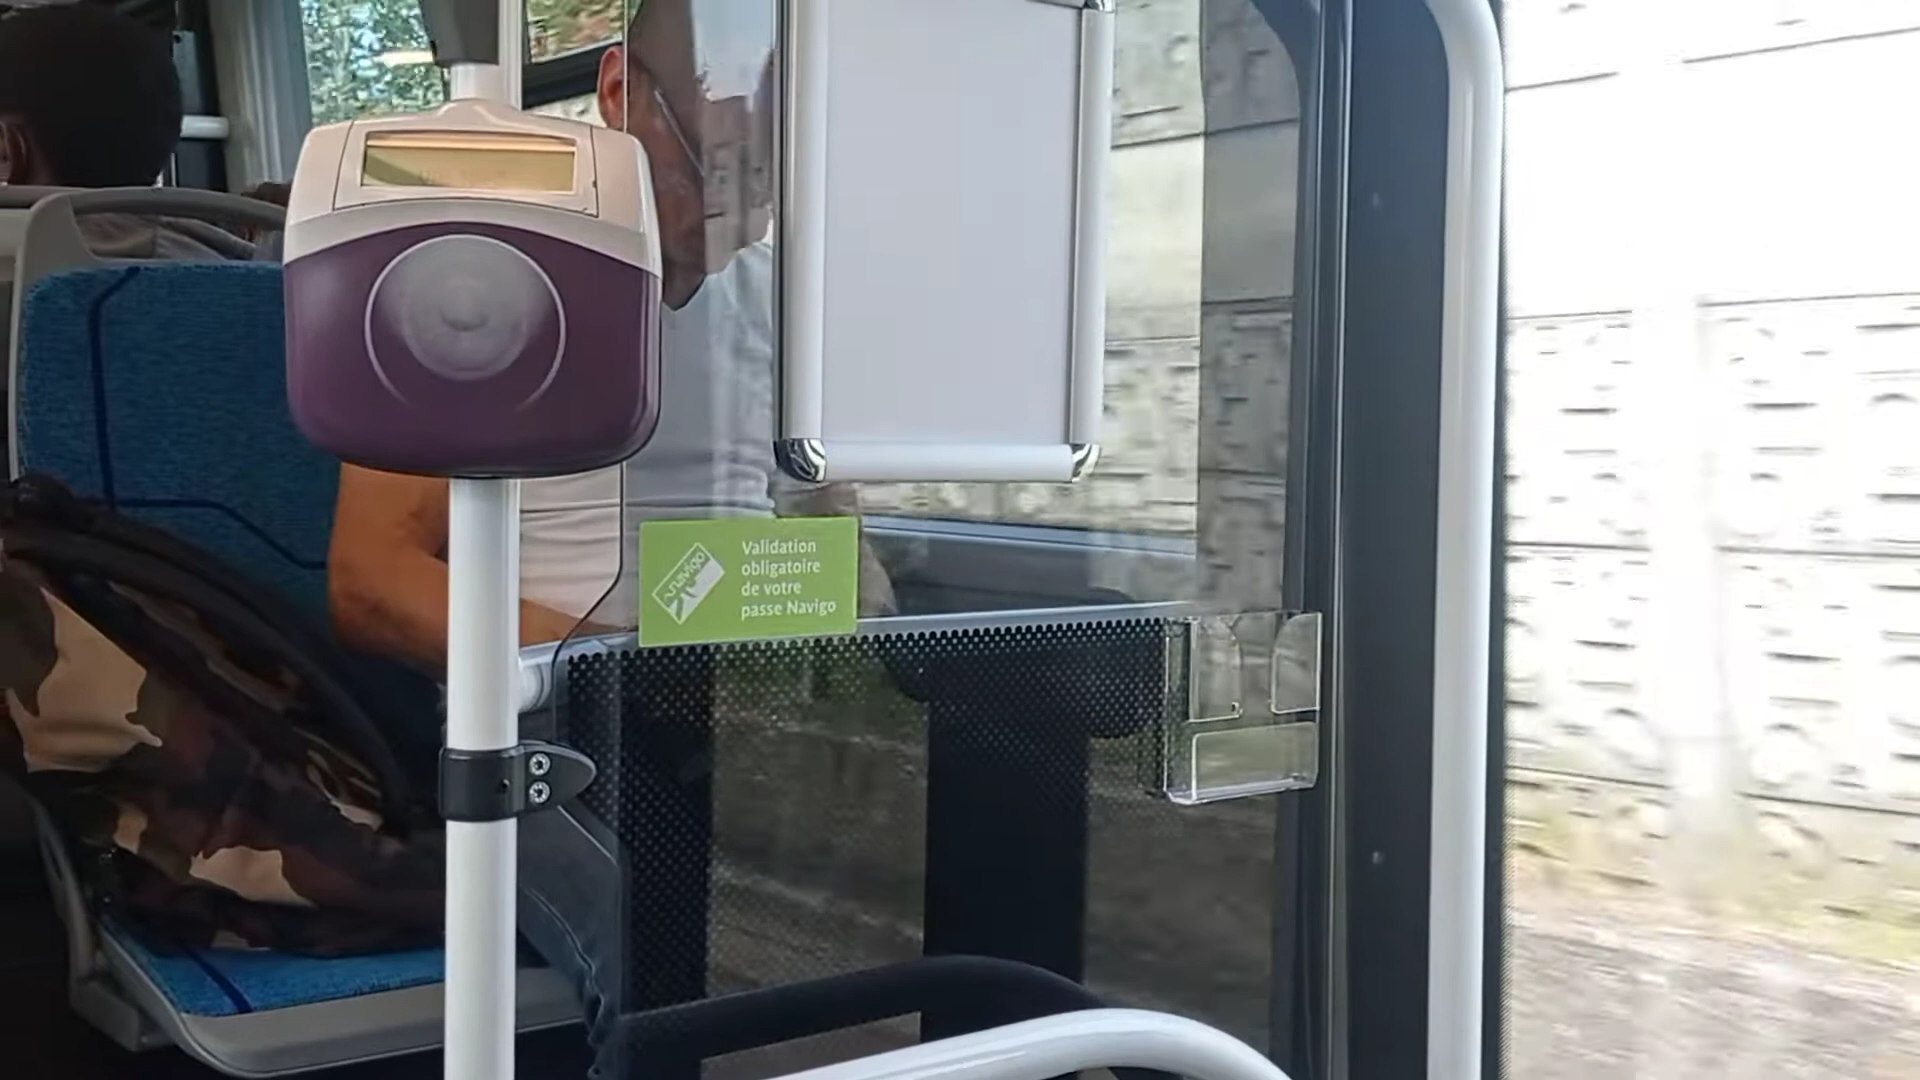 navigo
Validation
obligatoire
de votre
passe Navigo